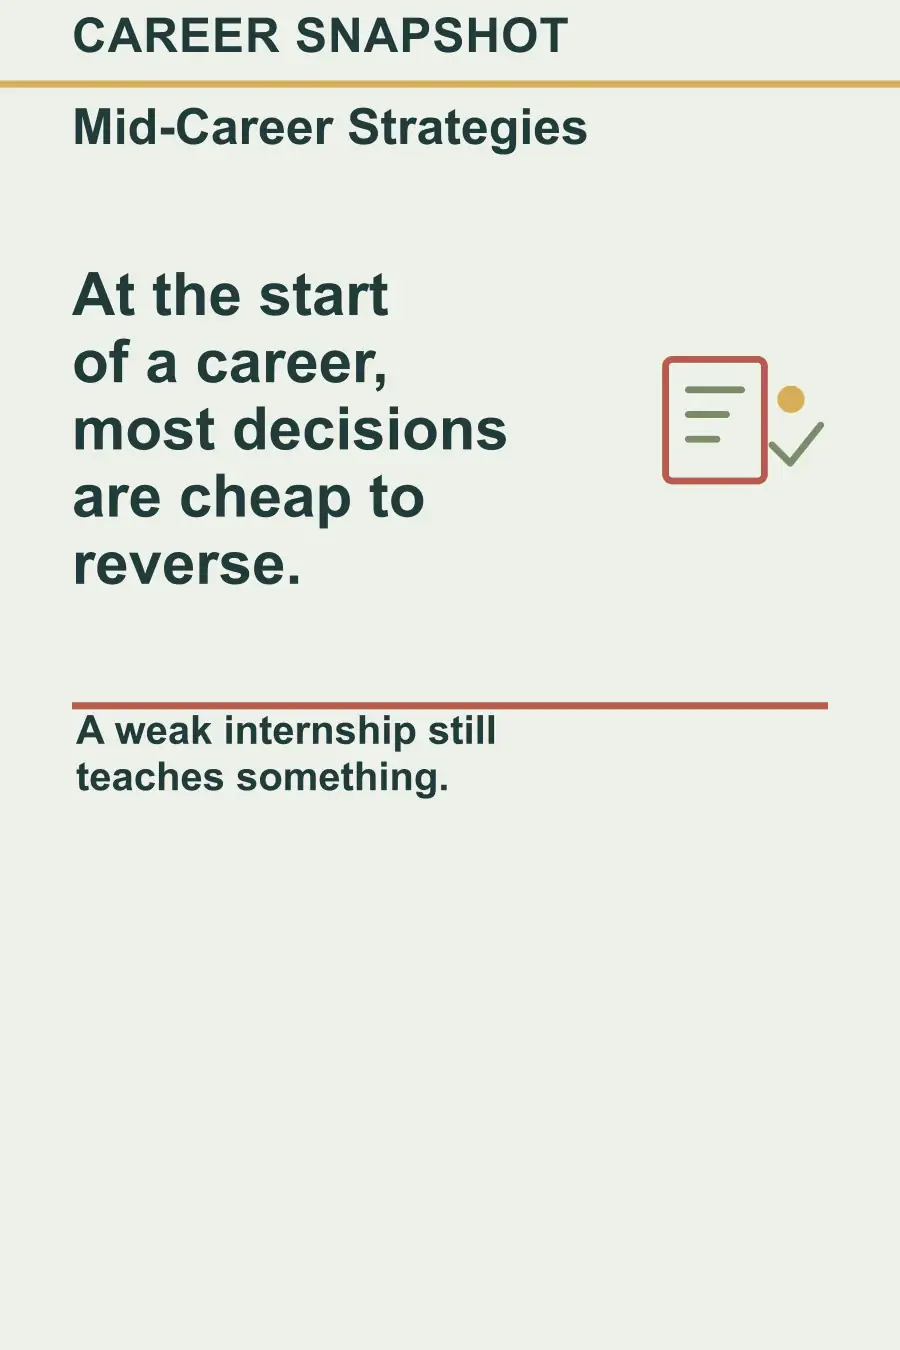 CAREER SNAPSHOT
Mid-Career Strategies
At the start
of a career,
most decisions
are cheap to
reverse.
A weak internship still
teaches something.